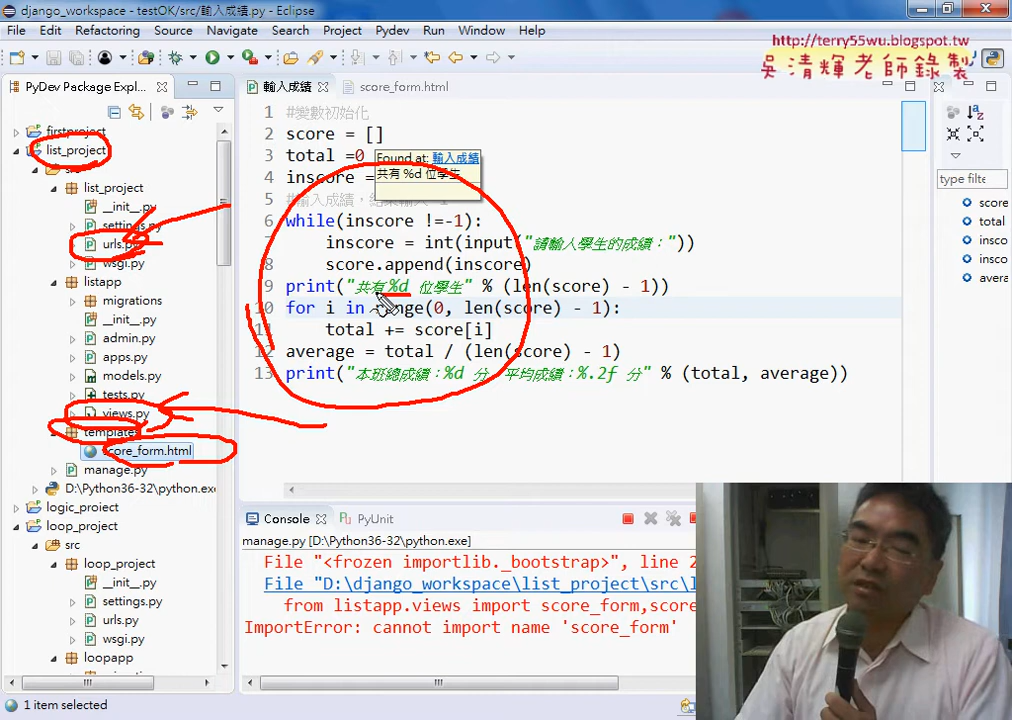 django_workspace - testOK/src/輸入成績.py - Eclipse
File Edit Refactoring Source Navigate Search Project Pydev Run Window Help
http://terry55wu.blogspot.tw
吳清輝老師錄製
PyDev Package Expl...
輸入成績
score_form.html
firstproject
list_project
src
list_project
__init__.py
settings.py
urls.py
wsgi.py
listapp
migrations
__init__.py
admin.py
apps.py
models.py
tests.py
views.py
templates
score_form.html
manage.py
D:\Python36-32\python.exe
logic_project
loop_project
src
loop_project
__init__.py
settings.py
urls.py
wsgi.py
loopapp
1 #變數初始化
2 score = []
3 total =0
4 inscore =
Found at: 輸入成績
共有 %d 位學生
5 #輸入成績，結束輸入 -1
6 while(inscore !=-1):
7 inscore = int(input("請輸入學生的成績："))
8 score.append(inscore)
9 print("共有%d 位學生" % (len(score) - 1))
10 for i in range(0, len(score) - 1):
11 total += score[i]
12 average = total / (len(score) - 1)
13 print("本班總成績：%d 分，平均成績：%.2f 分" % (total, average))
type filte
score
total
insco
insco
avera
Console
PyUnit
manage.py [D:\Python36-32\python.exe]
File "<frozen importlib._bootstrap>", line 2
File "D:\django_workspace\list_project\src\l
from listapp.views import score_form,score
ImportError: cannot import name 'score_form'
1 item selected